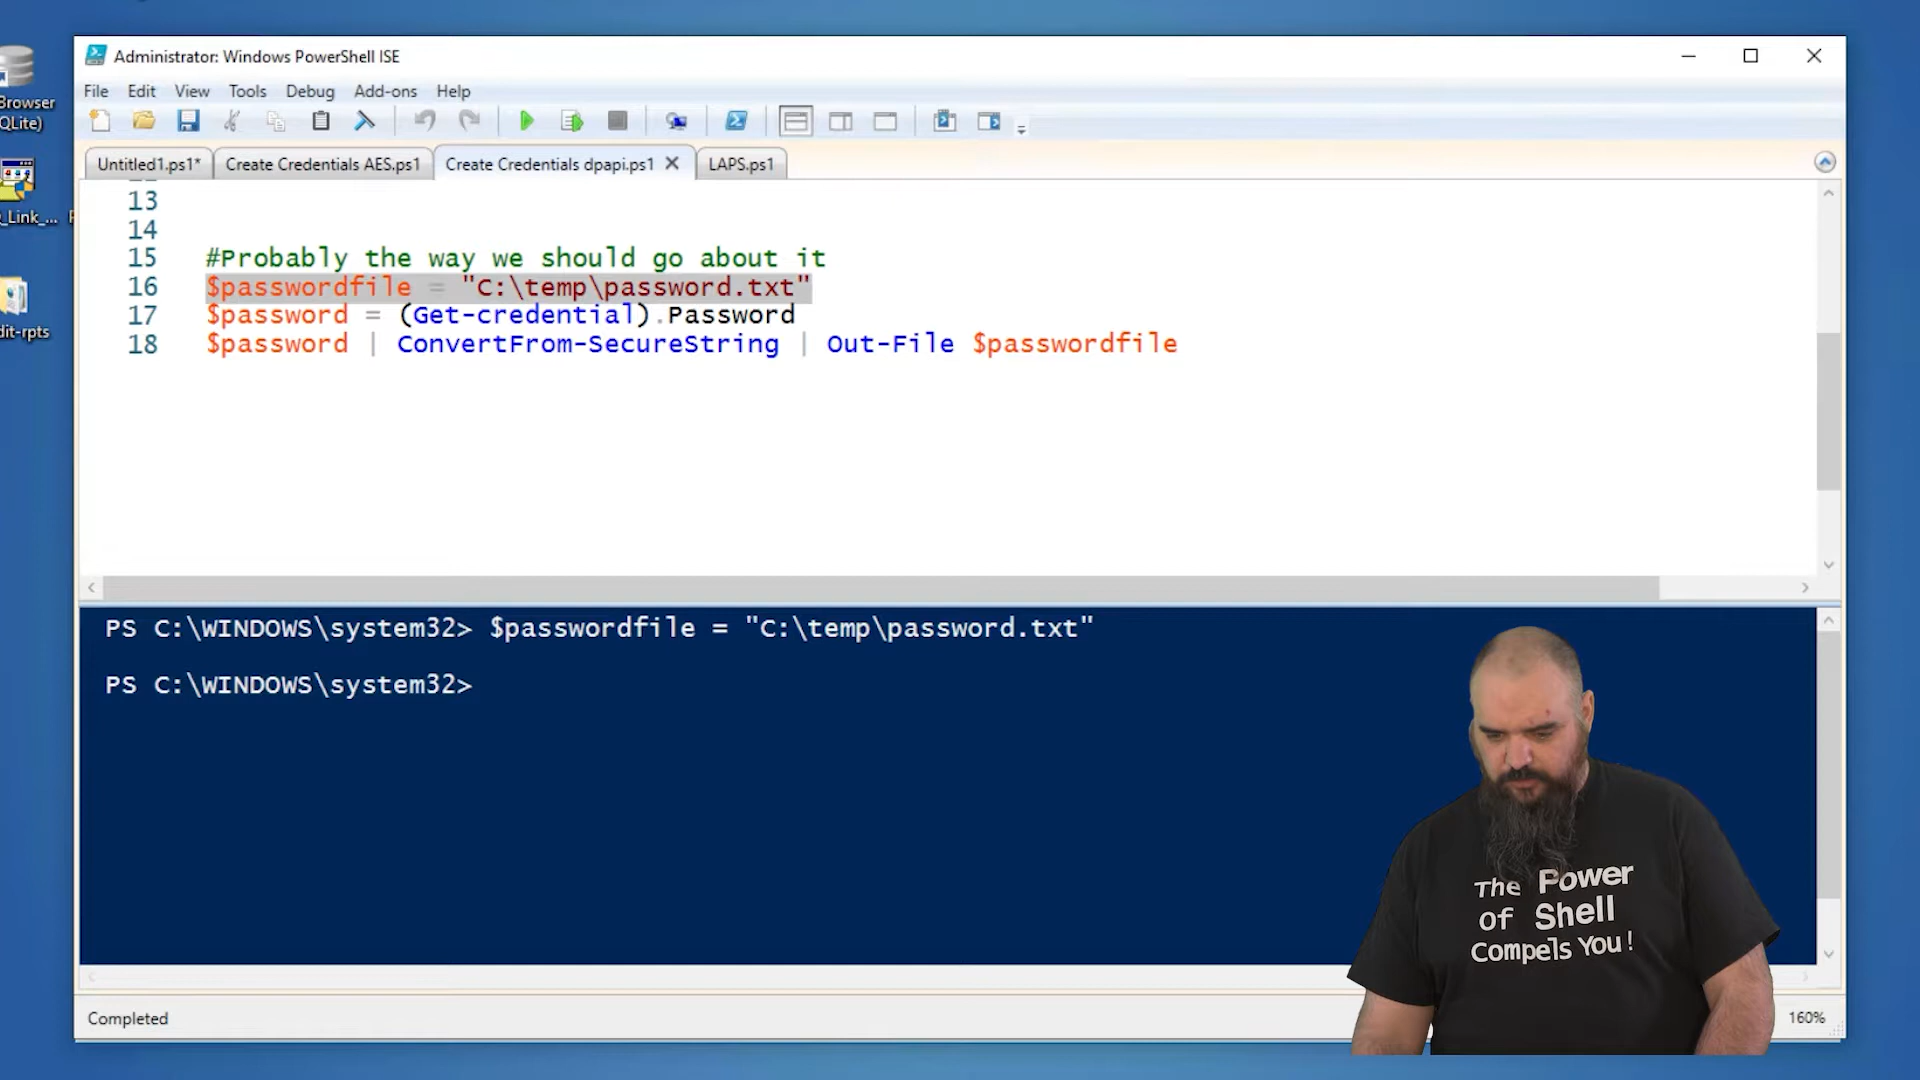 Administrator: Windows PowerShell ISE
File Edit View Tools Debug Add-ons Help
Browser
QLite)
Untitled1.ps1* Create Credentials AES.ps1 Create Credentials dpapi.ps1 LAPS.ps1
_Link_...
dit-rpts
13
14
15 #Probably the way we should go about it
16 $passwordfile = "C:\temp\password.txt"
17 $password = (Get-credential).Password
18 $password | ConvertFrom-SecureString | Out-File $passwordfile
PS C:\WINDOWS\system32> $passwordfile = "C:\temp\password.txt"
PS C:\WINDOWS\system32>
The Power
of Shell
Compels You!
Completed
160%